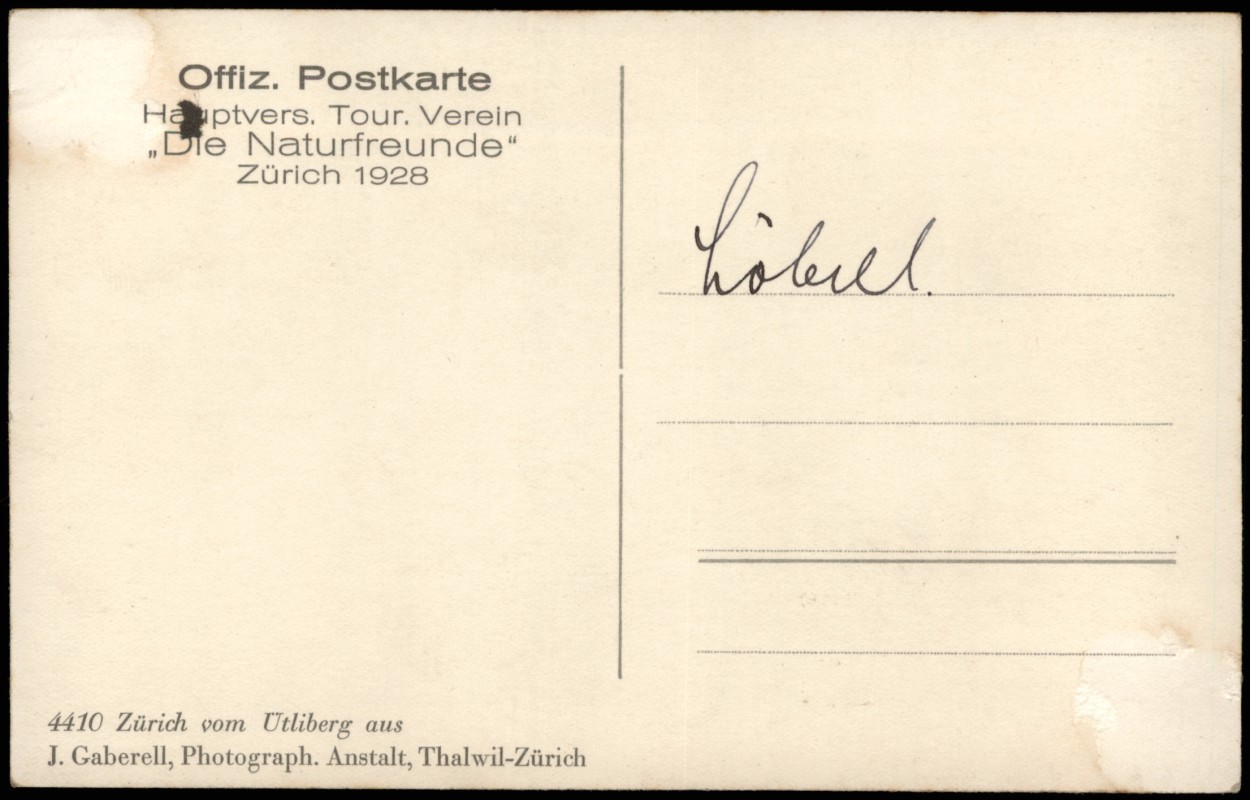 Offiz. Postkarte
Hauptvers. Tour. Verein
„Die Naturfreunde“
Zürich 1928
4410 Zürich vom Ütliberg aus
J. Gaberell, Photograph. Anstalt, Thalwil-Zürich